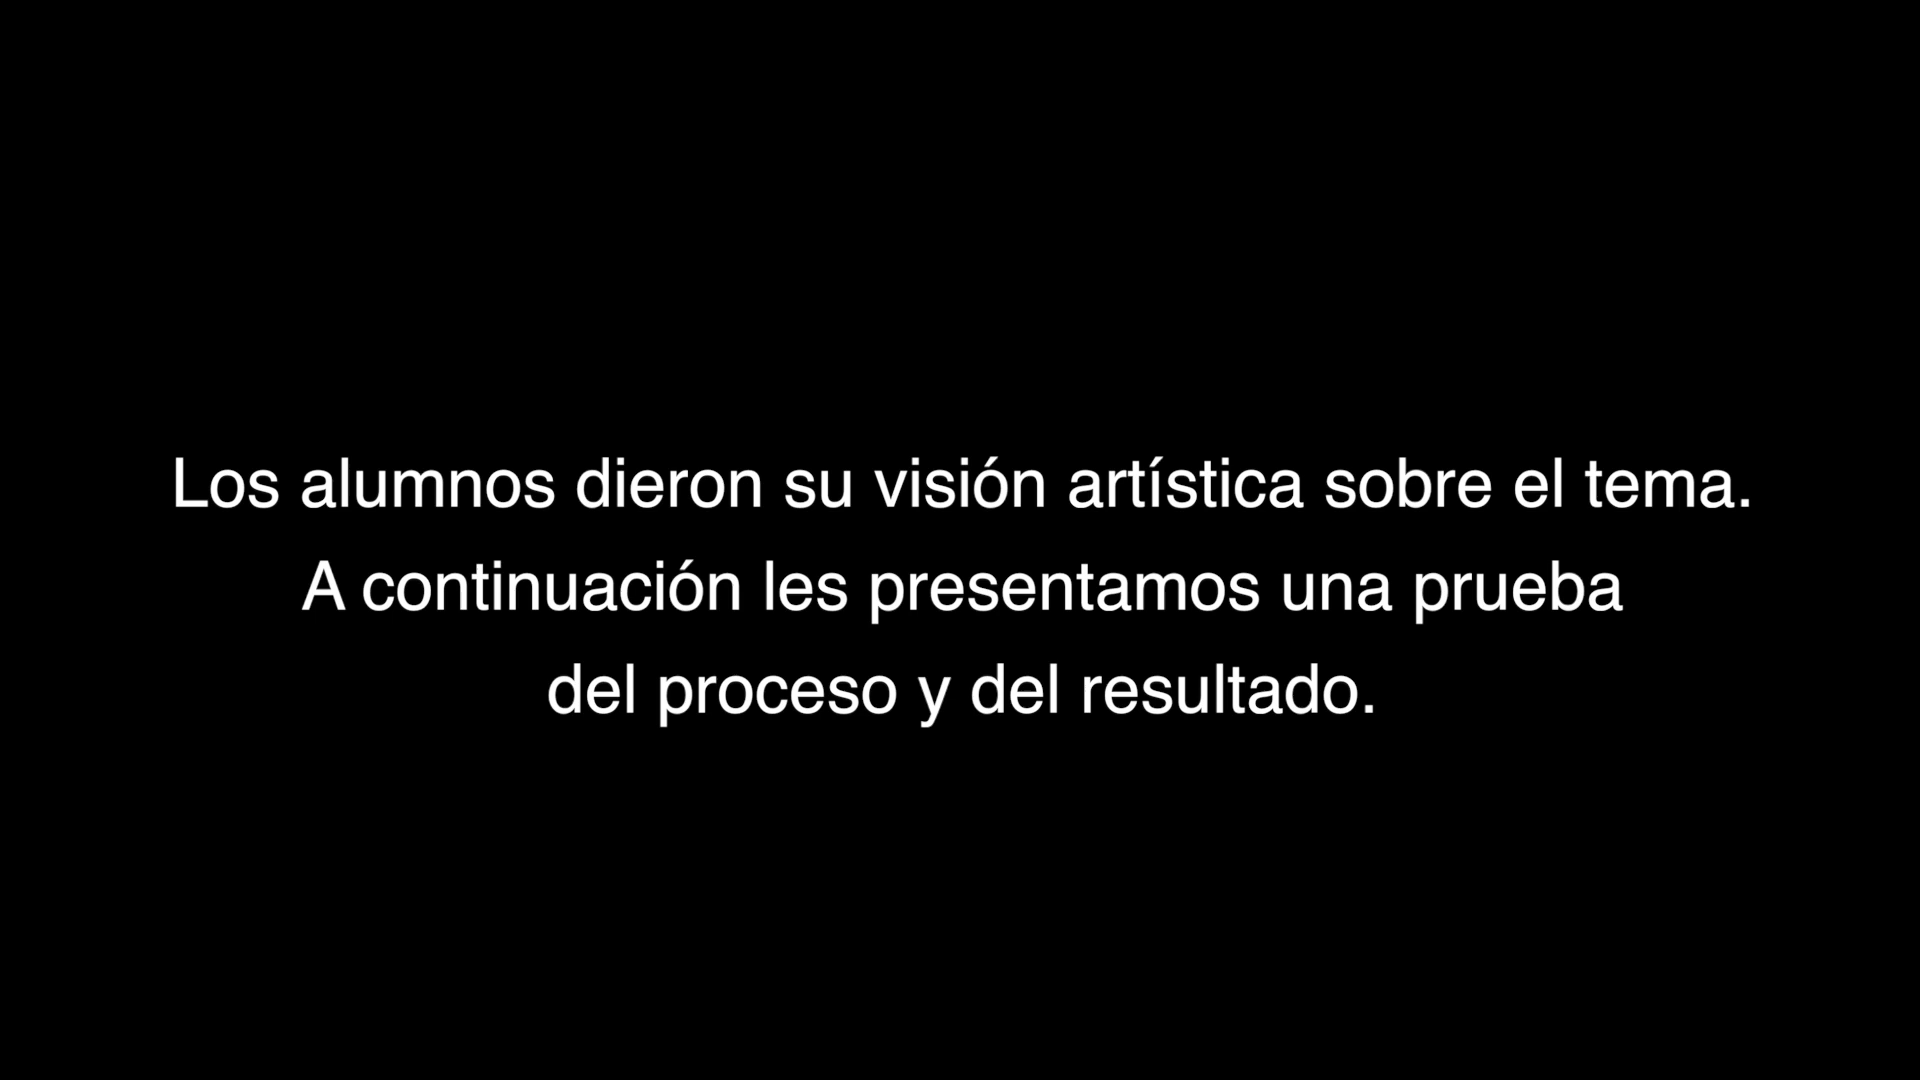 Los alumnos dieron su visión artística sobre el tema.
A continuación les presentamos una prueba
del proceso y del resultado.